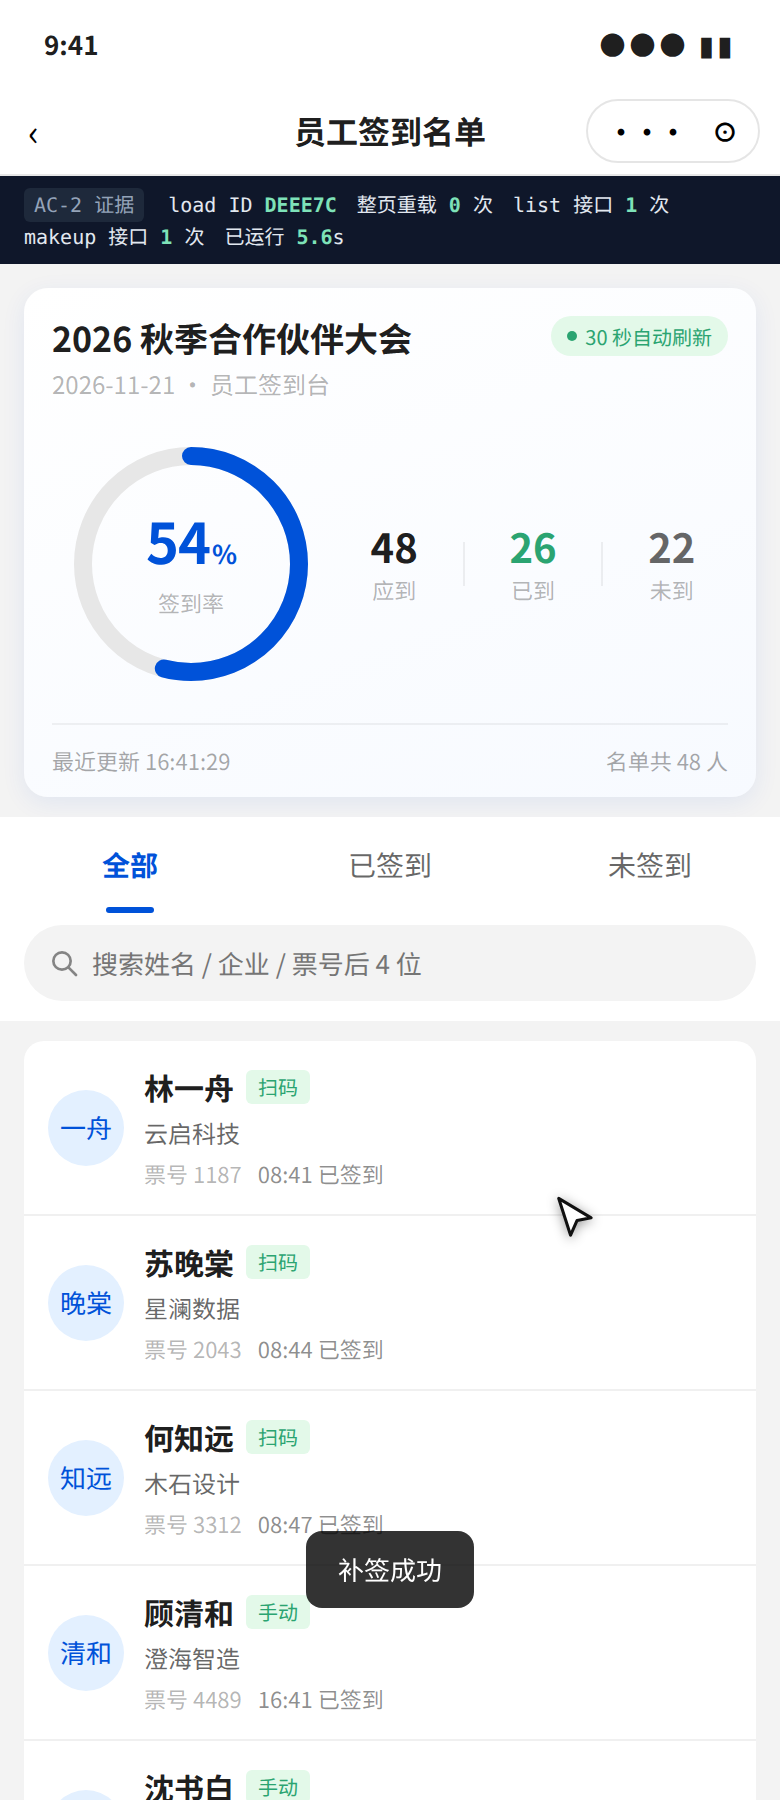 9:41
‹ 员工签到名单
AC-2 证据 load ID DEEE7C 整页重载 0 次 list 接口 1 次
makeup 接口 1 次 已运行 5.6s
2026 秋季合作伙伴大会 30 秒自动刷新
2026-11-21 · 员工签到台
54%
签到率
48 26 22
应到 已到 未到
最近更新 16:41:29 名单共 48 人
全部 已签到 未签到
搜索姓名 / 企业 / 票号后 4 位
一舟
林一舟 扫码
云启科技
票号 1187 08:41 已签到
晚棠
苏晚棠 扫码
星澜数据
票号 2043 08:44 已签到
知远
何知远 扫码
木石设计
票号 3312 08:47 已签到
补签成功
清和
顾清和 手动
澄海智造
票号 4489 16:41 已签到
沈书白 手动